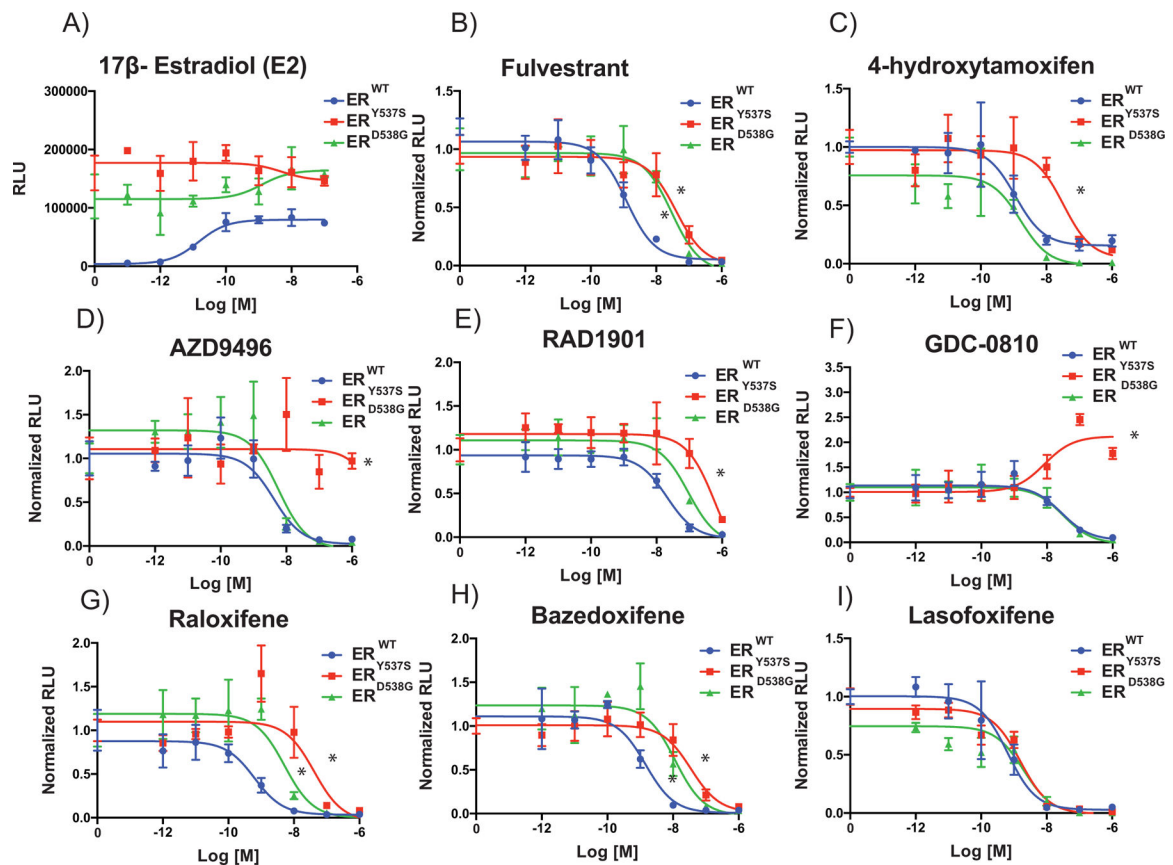 A)
17β- Estradiol (E2)
RLU
300000
200000
100000
0
0
-12
-10
-8
-6
Log [M]
ER^WT
ER^Y537S
ER^D538G
B)
Fulvestrant
Normalized RLU
1.5
1.0
0.5
0.0
0
-12
-10
-8
-6
Log [M]
ER^WT
ER^Y537S
ER^D538G
*
*
C)
4-hydroxytamoxifen
Normalized RLU
1.5
1.0
0.5
0.0
0
-12
-10
-8
-6
Log [M]
ER^WT
ER^Y537S
ER^D538G
*
D)
AZD9496
Normalized RLU
2.0
1.5
1.0
0.5
0.0
0
-12
-10
-8
-6
Log [M]
ER^WT
ER^Y537S
ER^D538G
*
E)
RAD1901
Normalized RLU
2.0
1.5
1.0
0.5
0.0
0
-12
-10
-8
-6
Log [M]
ER^WT
ER^Y537S
ER^D538G
*
F)
GDC-0810
Normalized RLU
3.5
3.0
2.5
2.0
1.5
1.0
0.5
0.0
0
-12
-10
-8
-6
Log [M]
ER^WT
ER^Y537S
ER^D538G
*
G)
Raloxifene
Normalized RLU
2.0
1.5
1.0
0.5
0.0
0
-12
-10
-8
-6
Log [M]
ER^WT
ER^Y537S
ER^D538G
*
*
H)
Bazedoxifene
Normalized RLU
2.0
1.5
1.0
0.5
0.0
0
-12
-10
-8
-6
Log [M]
ER^WT
ER^Y537S
ER^D538G
*
*
I)
Lasofoxifene
Normalized RLU
1.5
1.0
0.5
0.0
0
-12
-10
-8
-6
Log [M]
ER^WT
ER^Y537S
ER^D538G